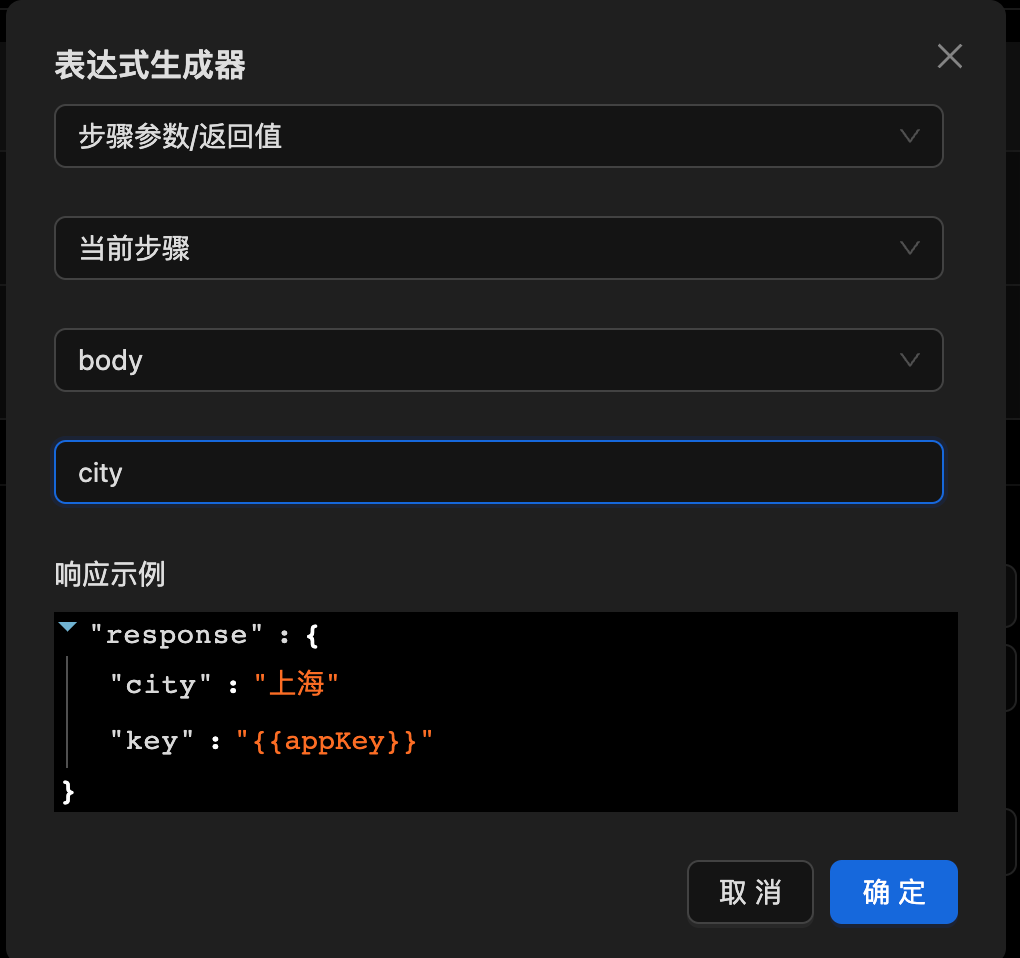 表达式生成器
步骤参数/返回值
当前步骤
body
city
响应示例
"response" : {
"city" : "上海"
"key" : "{{appKey}}"
}
取 消
确 定